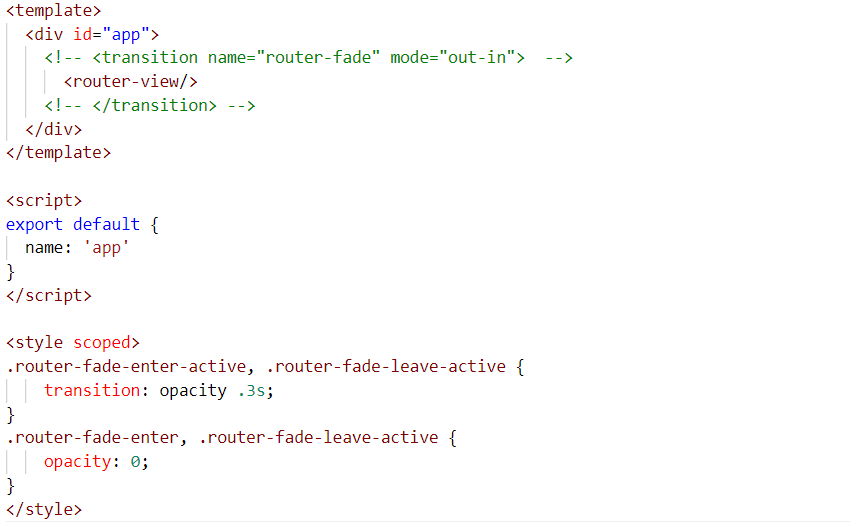 <template>
<div id="app">
<!-- <transition name="router-fade" mode="out-in">  -->
<router-view/>
<!-- </transition> -->
</div>
</template>
<script>
export default {
name: 'app'
}
</script>
<style scoped>
.router-fade-enter-active, .router-fade-leave-active {
transition: opacity .3s;
}
.router-fade-enter, .router-fade-leave-active {
opacity: 0;
}
</style>